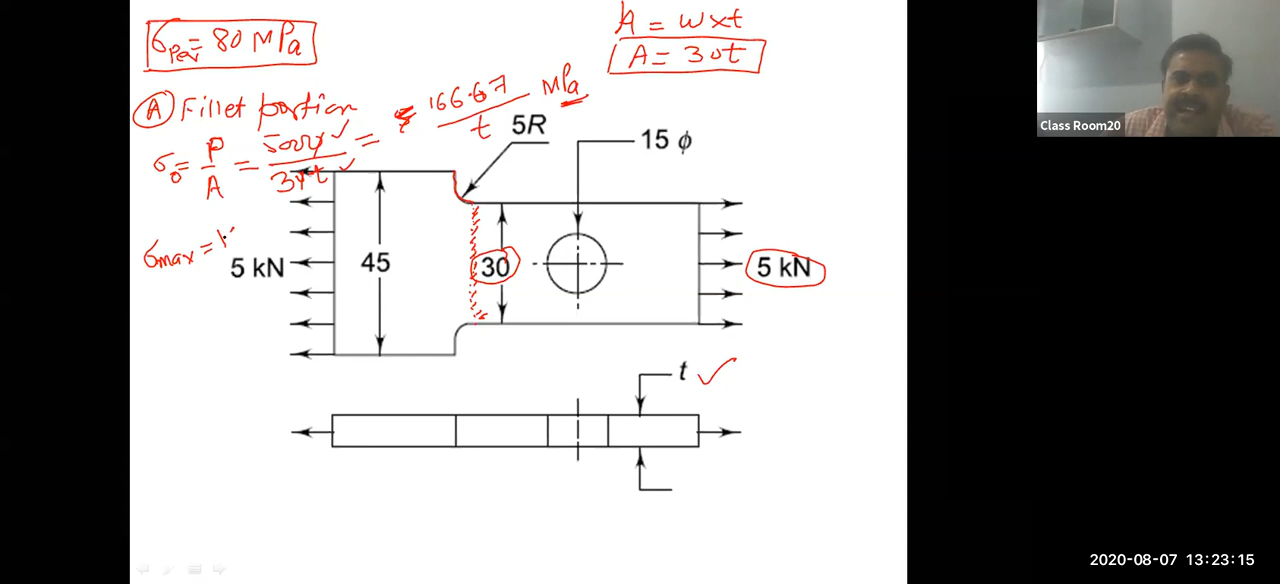 σper = 80 MPa
A = w x t
A = 30t
Ⓐ Fillet portion
σ₀ = P/A = 5000/30t = 166.67/t MPa
5R
15 ϕ
σmax = k
5 kN
45
30
5 kN
t
Class Room20
2020-08-07 13:23:15